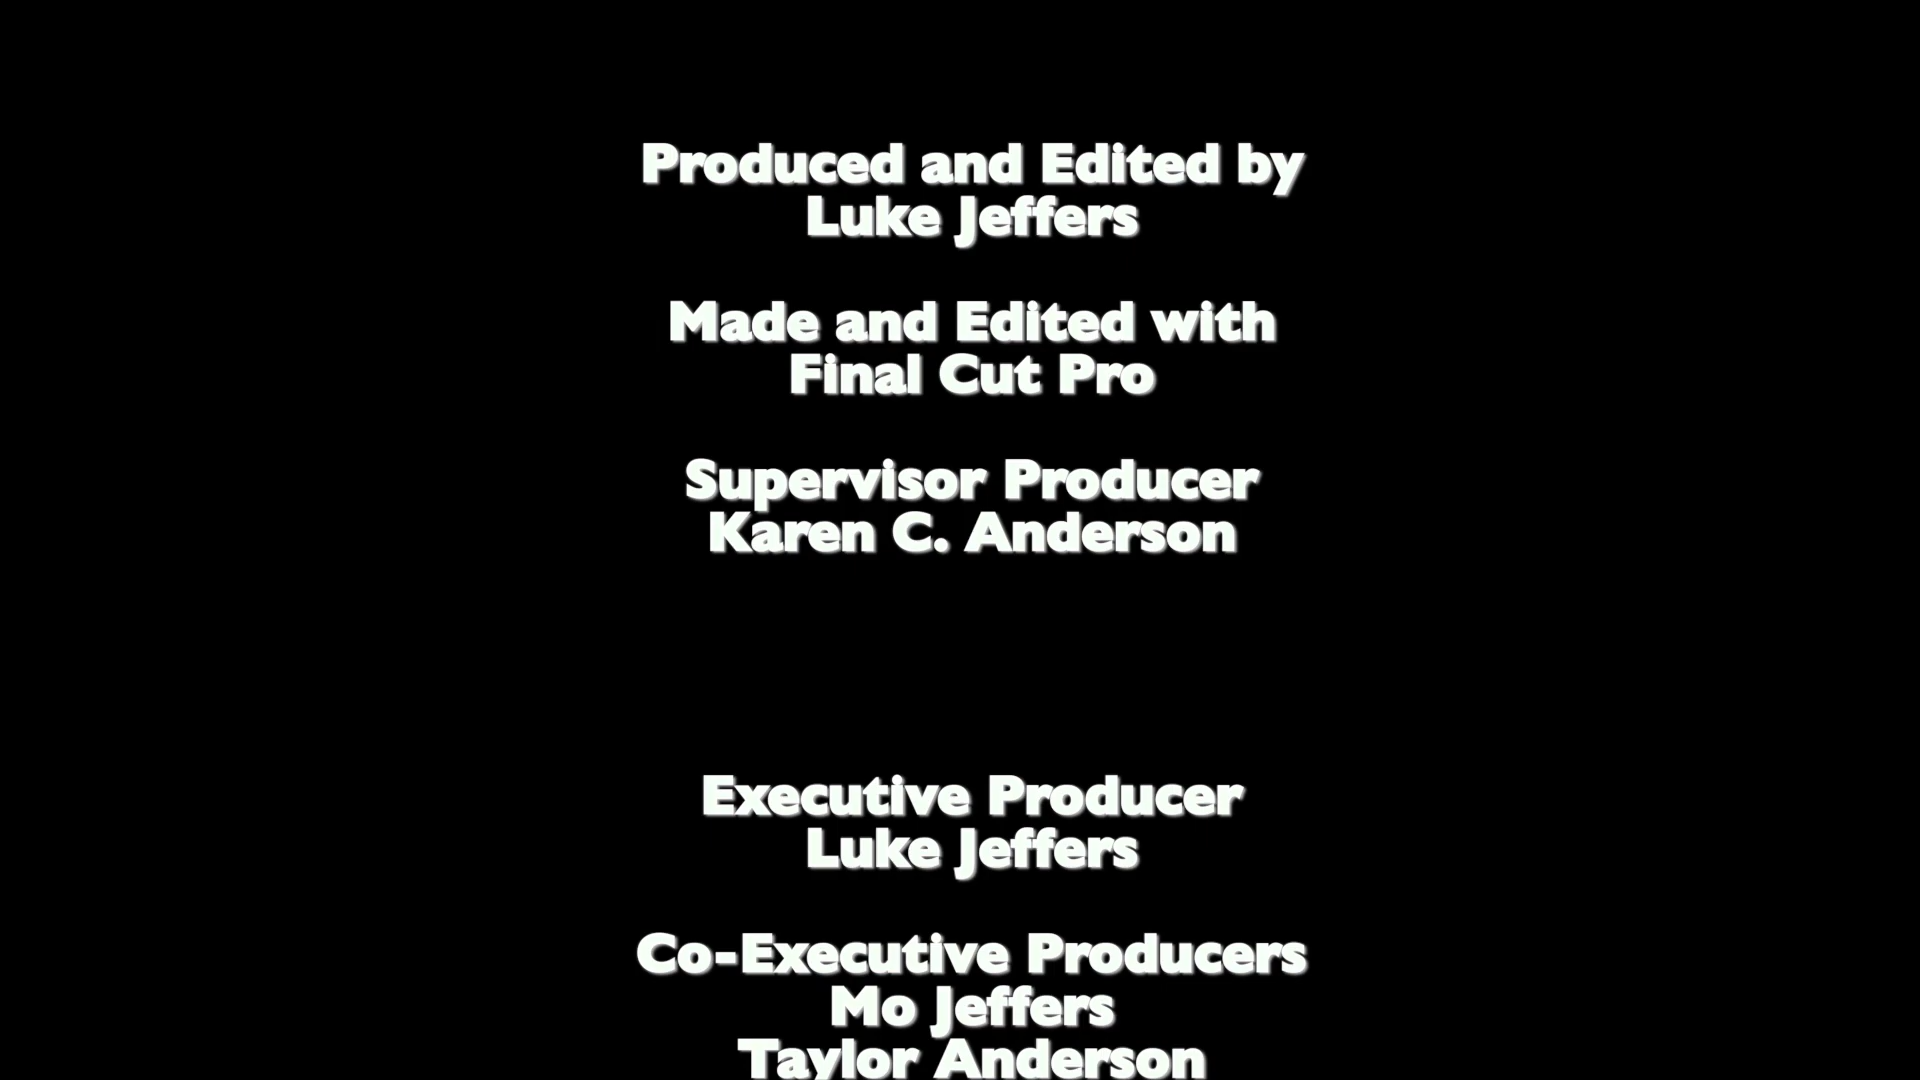 Produced and Edited by
Luke Jeffers
Made and Edited with
Final Cut Pro
Supervisor Producer
Karen C. Anderson
Executive Producer
Luke Jeffers
Co-Executive Producers
Mo Jeffers
Taylor Anderson